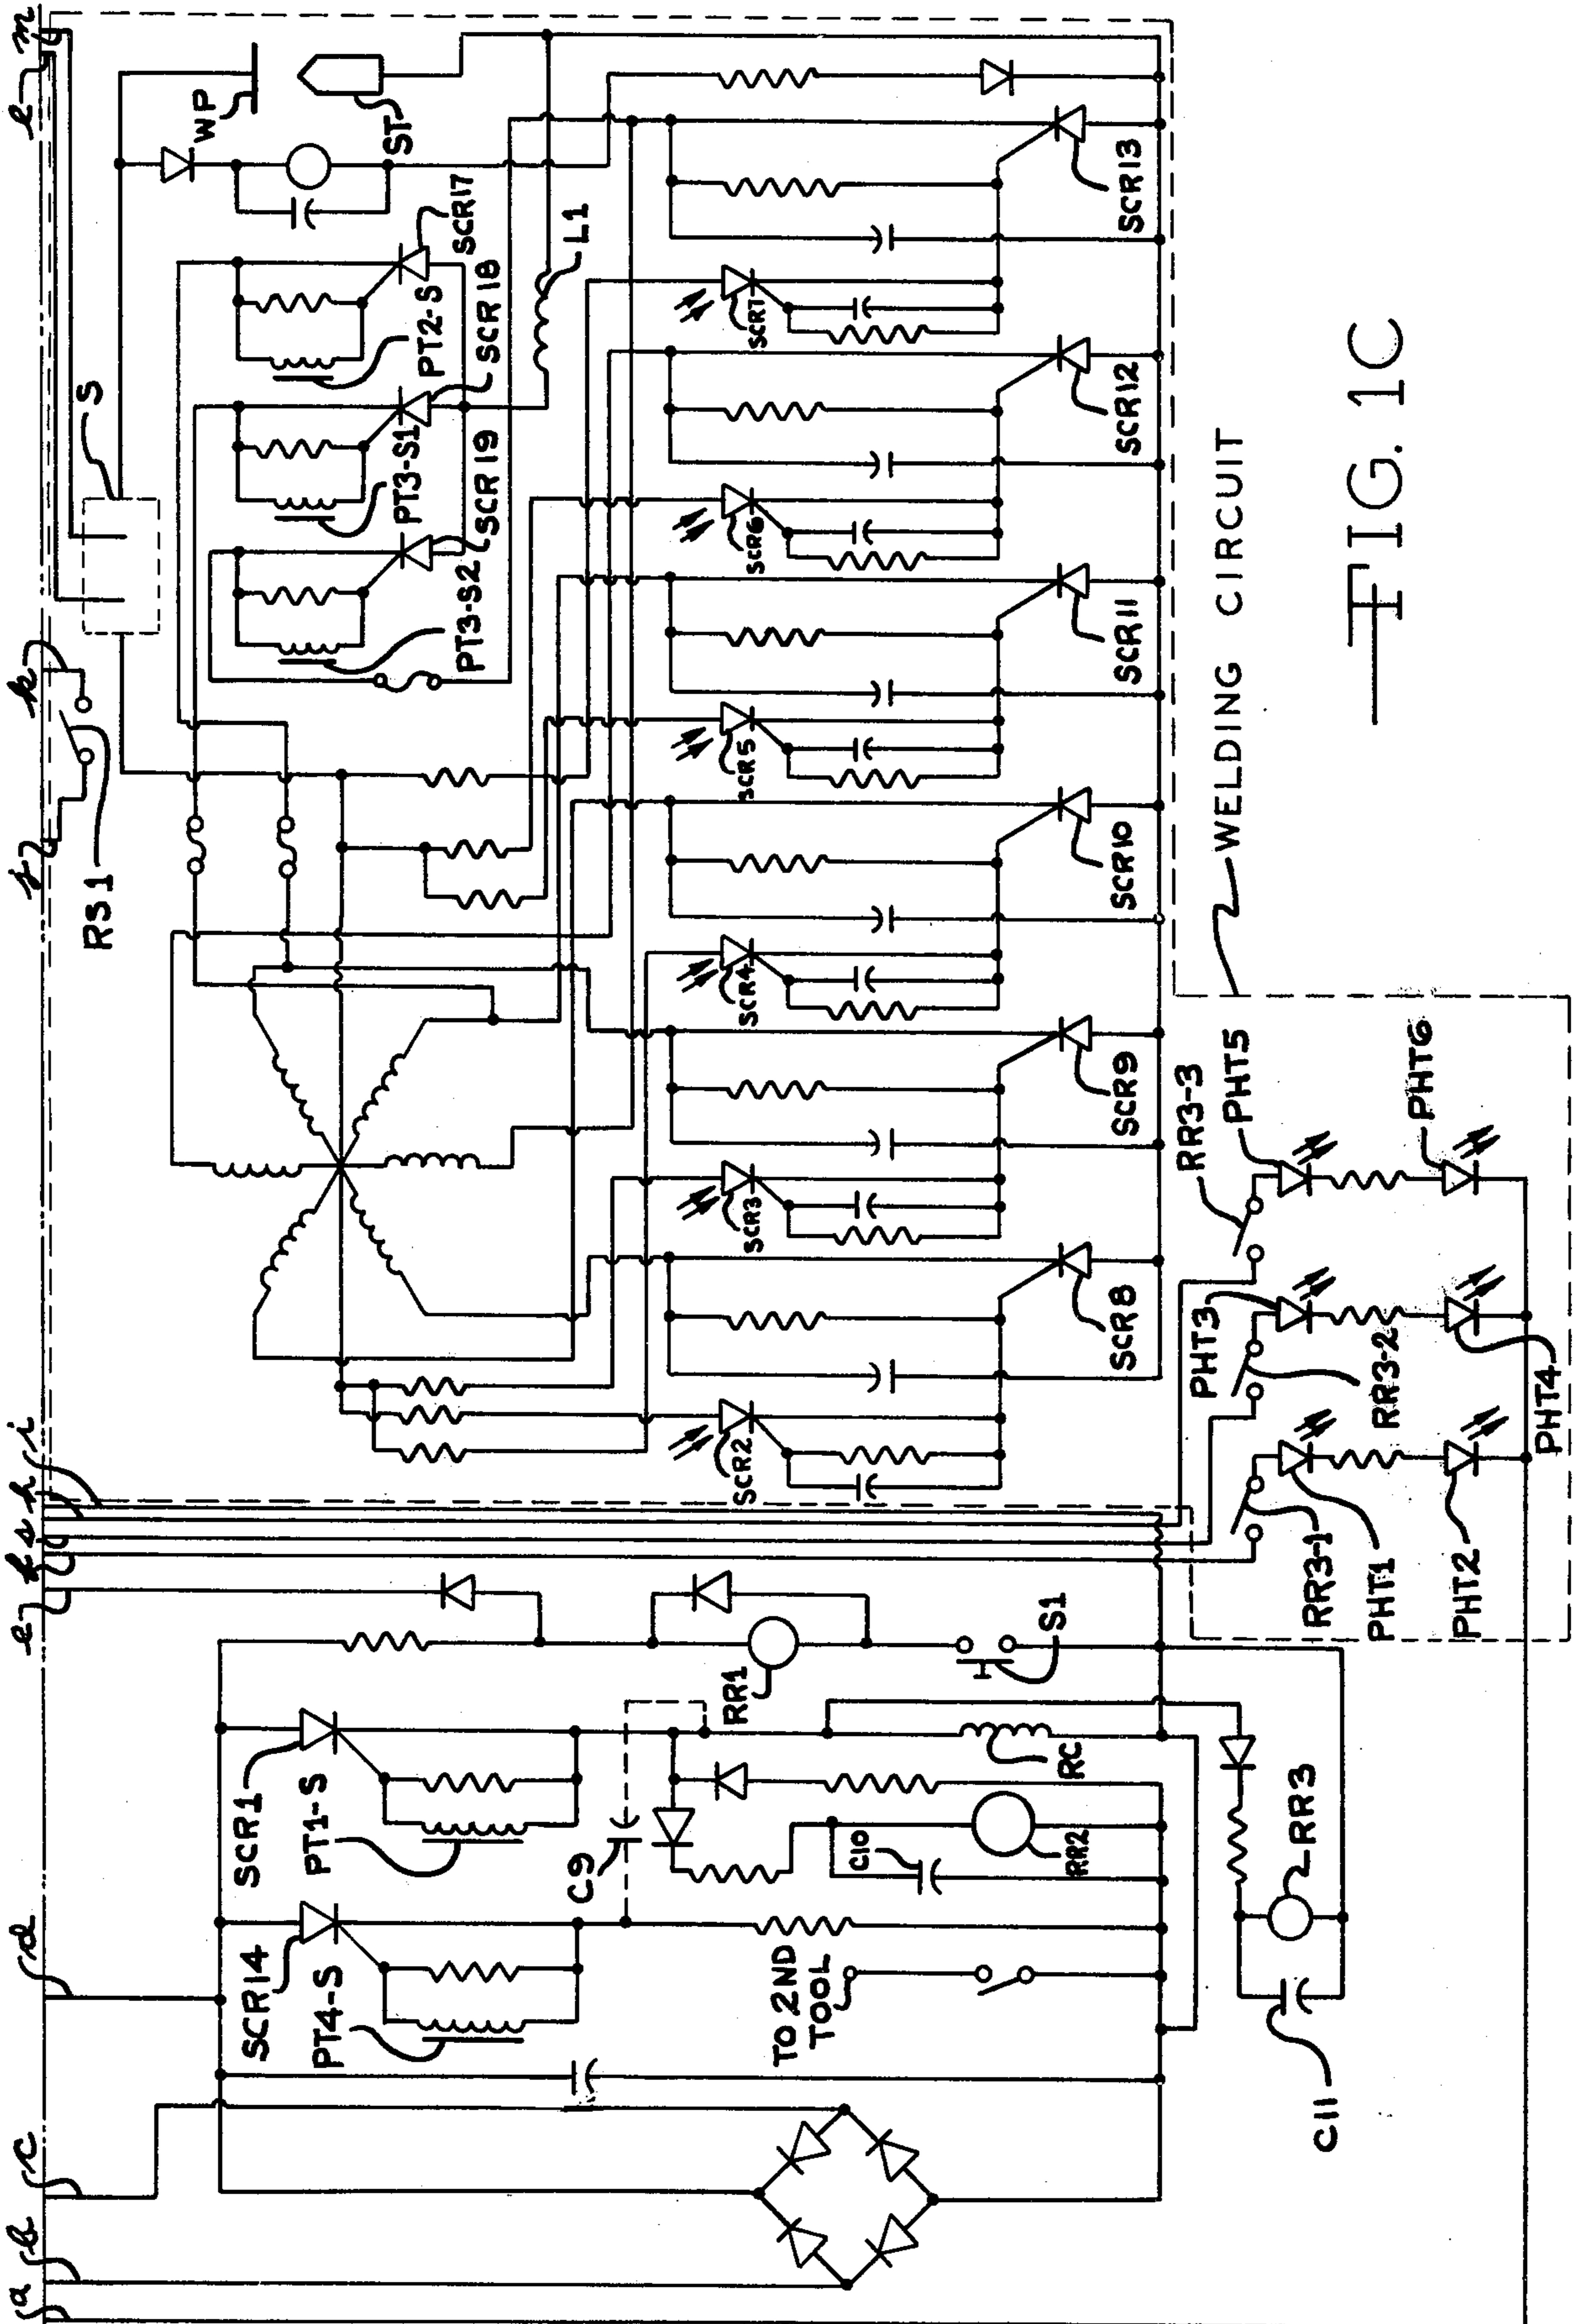 a
b
c
d
e
f
g
h
i
j
k
l
m
S
WP
ST
RS1
SCR17
PT2-S
SCR18
PT3-S1
SCR19
PT3-S2
L1
SCR2
SCR3
SCR4
SCR5
SCR6
SCR7
SCR8
SCR9
SCR10
SCR11
SCR12
SCR13
SCR14
PT4-S
SCR1
PT1-S
C9
C10
RR2
RR1
RC
S1
TO 2ND
TOOL
C11
RR3
RR3-1
PHT1
PHT2
RR3-2
PHT3
PHT4
RR3-3
PHT5
PHT6
2 WELDING CIRCUIT
FIG. 1C